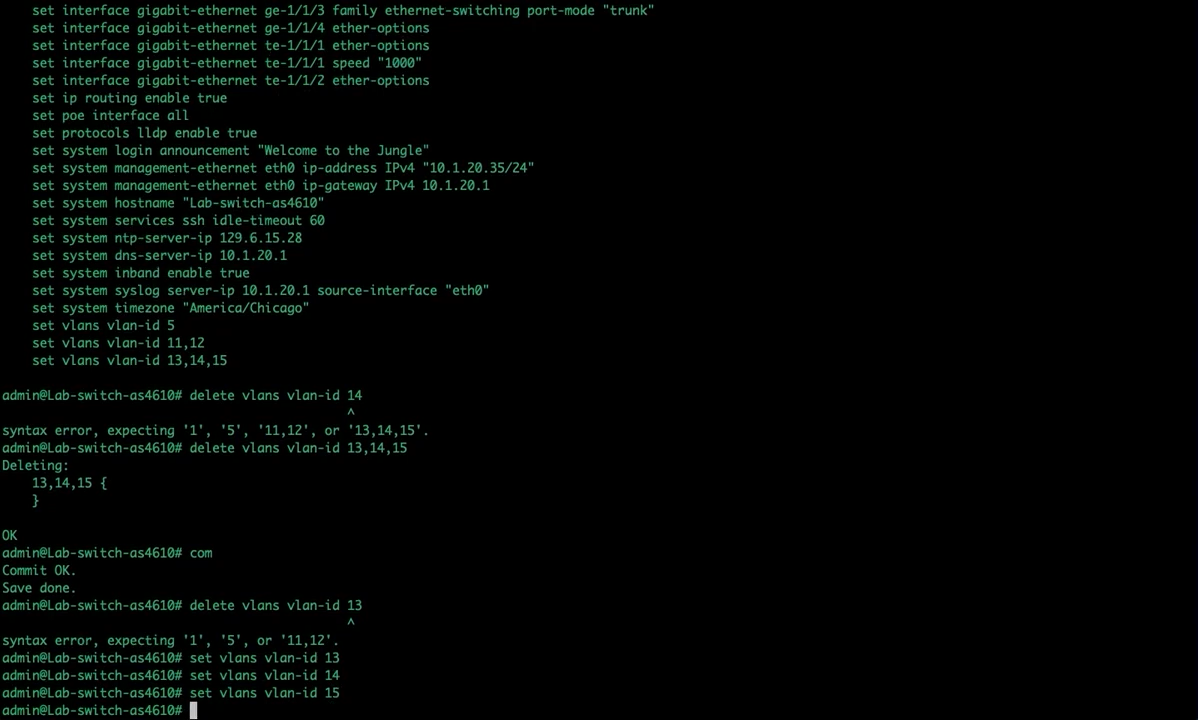 set interface gigabit-ethernet ge-1/1/3 family ethernet-switching port-mode "trunk"
set interface gigabit-ethernet ge-1/1/4 ether-options
set interface gigabit-ethernet te-1/1/1 ether-options
set interface gigabit-ethernet te-1/1/1 speed "1000"
set interface gigabit-ethernet te-1/1/2 ether-options
set ip routing enable true
set poe interface all
set protocols lldp enable true
set system login announcement "Welcome to the Jungle"
set system management-ethernet eth0 ip-address IPv4 "10.1.20.35/24"
set system management-ethernet eth0 ip-gateway IPv4 10.1.20.1
set system hostname "Lab-switch-as4610"
set system services ssh idle-timeout 60
set system ntp-server-ip 129.6.15.28
set system dns-server-ip 10.1.20.1
set system inband enable true
set system syslog server-ip 10.1.20.1 source-interface "eth0"
set system timezone "America/Chicago"
set vlans vlan-id 5
set vlans vlan-id 11,12
set vlans vlan-id 13,14,15
admin@Lab-switch-as4610# delete vlans vlan-id 14
^
syntax error, expecting '1', '5', '11,12', or '13,14,15'.
admin@Lab-switch-as4610# delete vlans vlan-id 13,14,15
Deleting:
13,14,15 {
}
OK
admin@Lab-switch-as4610# com
Commit OK.
Save done.
admin@Lab-switch-as4610# delete vlans vlan-id 13
^
syntax error, expecting '1', '5', or '11,12'.
admin@Lab-switch-as4610# set vlans vlan-id 13
admin@Lab-switch-as4610# set vlans vlan-id 14
admin@Lab-switch-as4610# set vlans vlan-id 15
admin@Lab-switch-as4610#